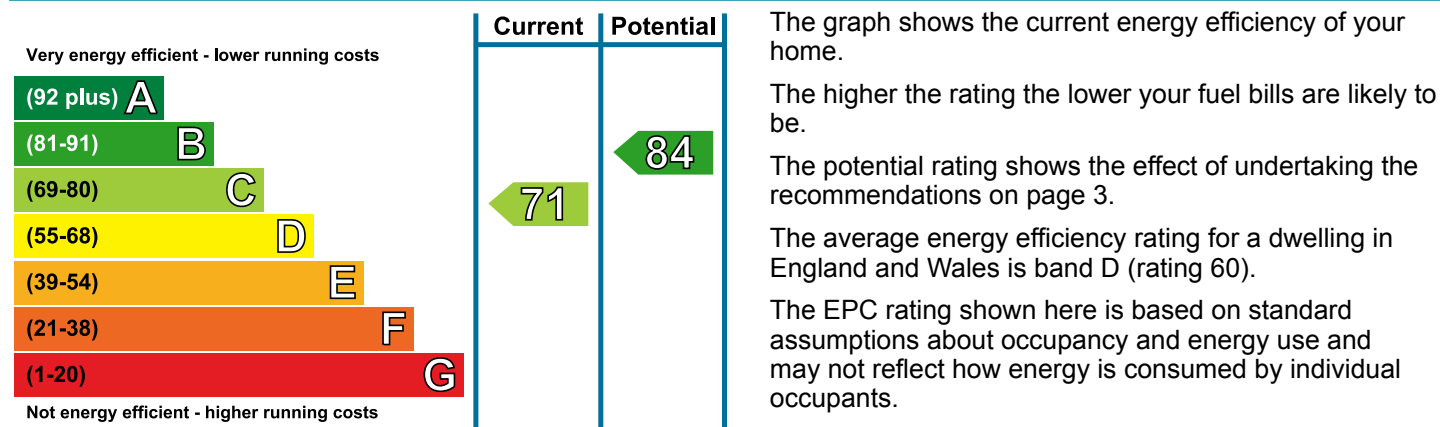 Current Potential
Very energy efficient - lower running costs
(92 plus) A
(81-91) B
(69-80) C
(55-68) D
(39-54) E
(21-38) F
(1-20) G
Not energy efficient - higher running costs
71
84
The graph shows the current energy efficiency of your
home.
The higher the rating the lower your fuel bills are likely to
be.
The potential rating shows the effect of undertaking the
recommendations on page 3.
The average energy efficiency rating for a dwelling in
England and Wales is band D (rating 60).
The EPC rating shown here is based on standard
assumptions about occupancy and energy use and
may not reflect how energy is consumed by individual
occupants.